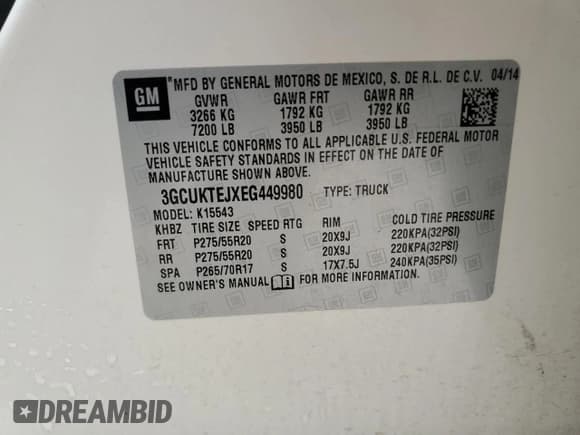 GM
MFD BY GENERAL MOTORS DE MEXICO, S. DE R.L. DE C.V. 04/14
GVWR GAWR FRT GAWR RR
3266 KG 1792 KG 1792 KG
7200 LB 3950 LB 3950 LB
THIS VEHICLE CONFORMS TO ALL APPLICABLE U.S. FEDERAL MOTOR
VEHICLE SAFETY STANDARDS IN EFFECT ON THE DATE OF
MANUFACTURE SHOWN ABOVE.
3GCUKTEJXEG449980 TYPE: TRUCK
MODEL: K15543
KHBZ TIRE SIZE SPEED RTG RIM COLD TIRE PRESSURE
FRT P275/55R20 S 20X9J 220KPA(32PSI)
RR P275/55R20 S 20X9J 220KPA(32PSI)
SPA P265/70R17 S 17X7.5J 240KPA(35PSI)
SEE OWNER'S MANUAL FOR MORE INFORMATION.
DREAMBID